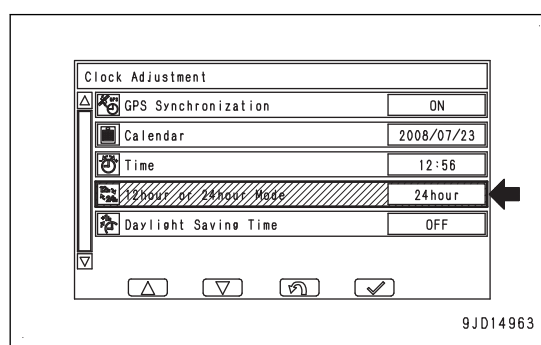 Clock Adjustment
GPS Synchronization ON
Calendar 2008/07/23
Time 12:56
12hour or 24hour Mode 24hour
Daylight Saving Time OFF
9JD14963